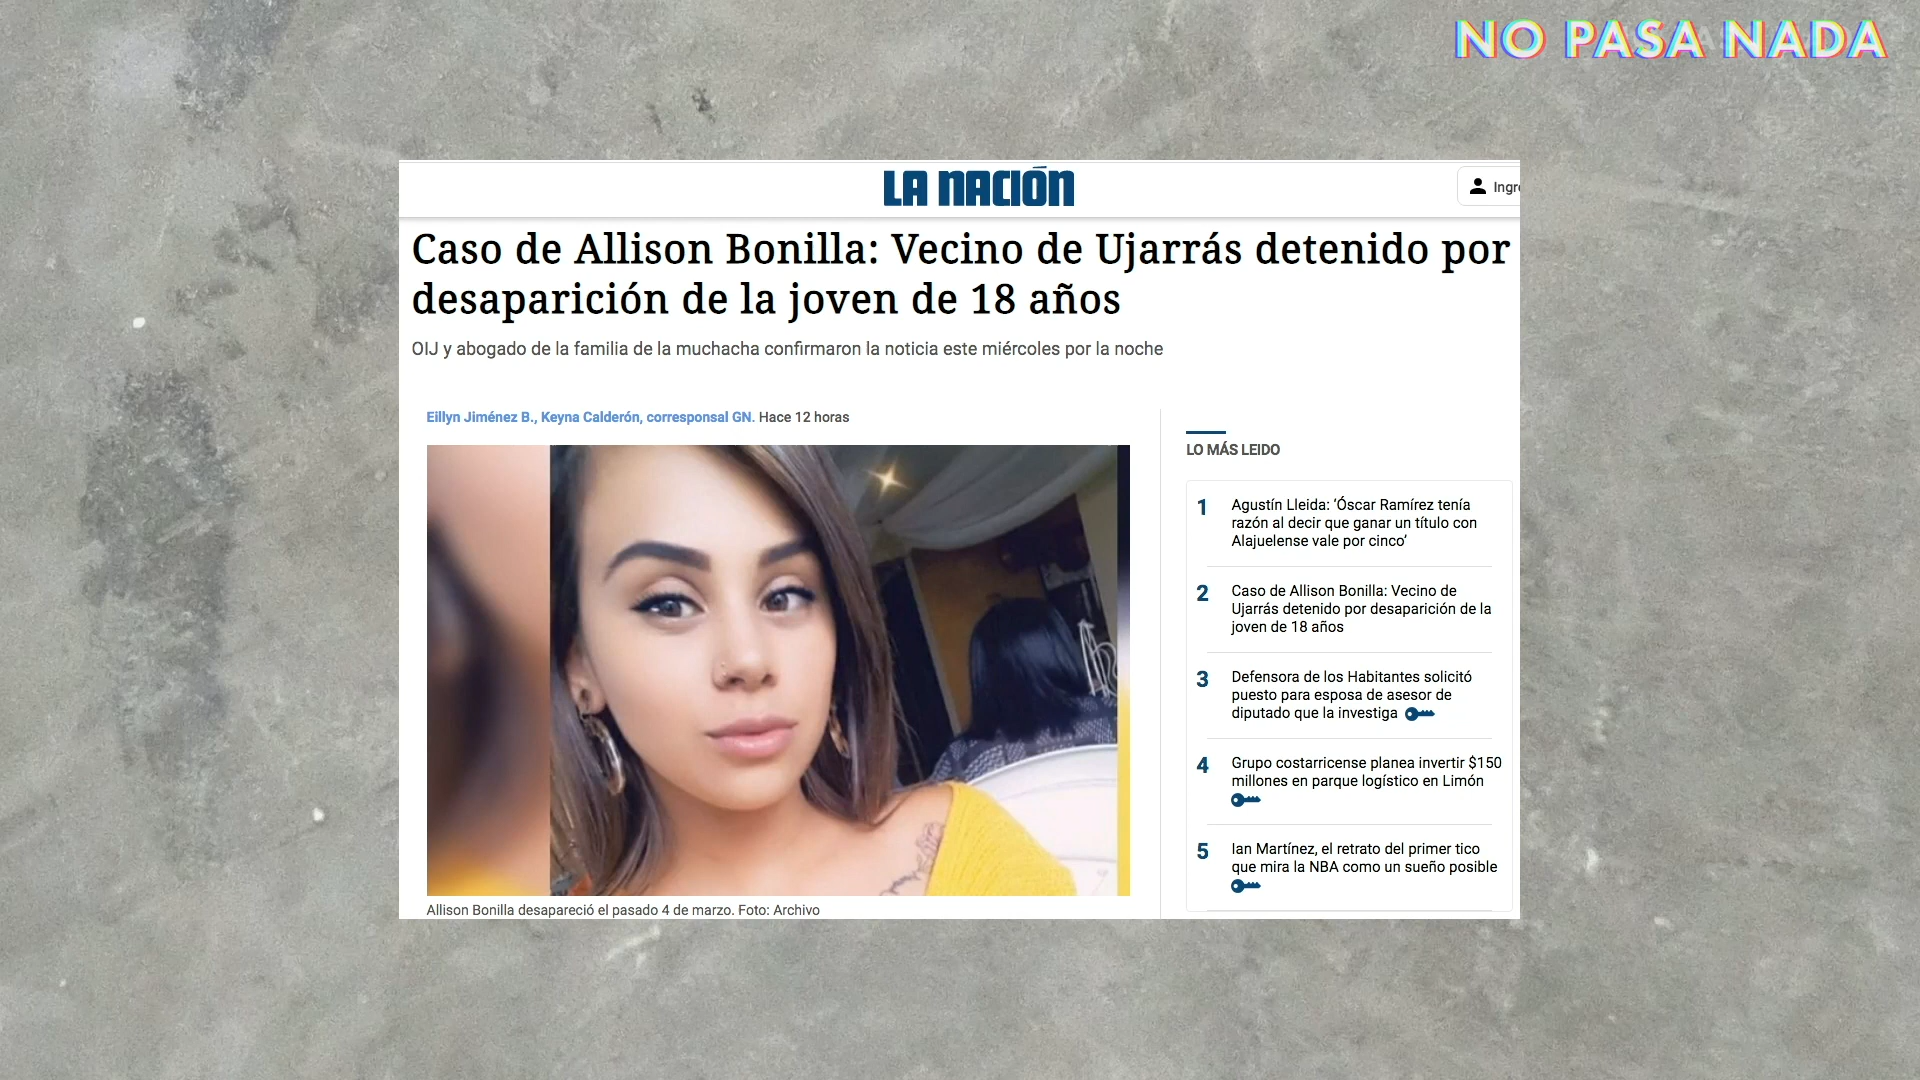 NO PASA NADA
LA NACIÓN
Ingre
Caso de Allison Bonilla: Vecino de Ujarrás detenido por
desaparición de la joven de 18 años
OIJ y abogado de la familia de la muchacha confirmaron la noticia este miércoles por la noche
Eillyn Jiménez B., Keyna Calderón, corresponsal GN. Hace 12 horas
Allison Bonilla desapareció el pasado 4 de marzo. Foto: Archivo
LO MÁS LEIDO
1 Agustín Lleida: ‘Óscar Ramírez tenía
razón al decir que ganar un título con
Alajuelense vale por cinco’
2 Caso de Allison Bonilla: Vecino de
Ujarrás detenido por desaparición de la
joven de 18 años
3 Defensora de los Habitantes solicitó
puesto para esposa de asesor de
diputado que la investiga
4 Grupo costarricense planea invertir $150
millones en parque logístico en Limón
5 Ian Martínez, el retrato del primer tico
que mira la NBA como un sueño posible